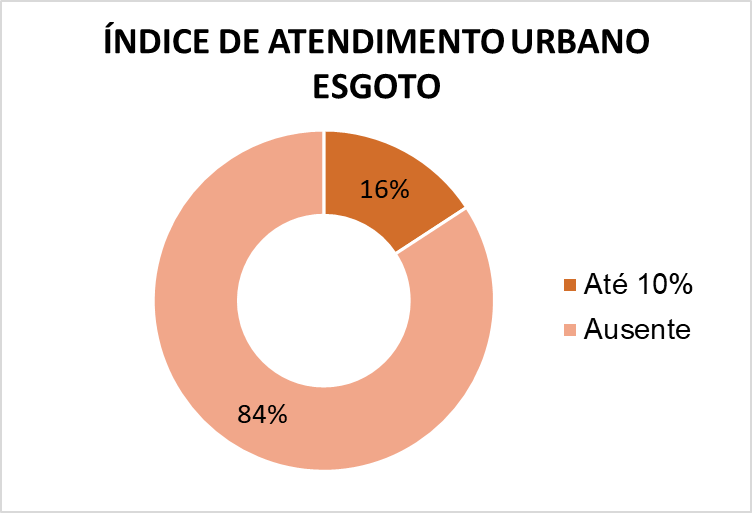 ÍNDICE DE ATENDIMENTO URBANO
ESGOTO
16%
84%
Até 10%
Ausente